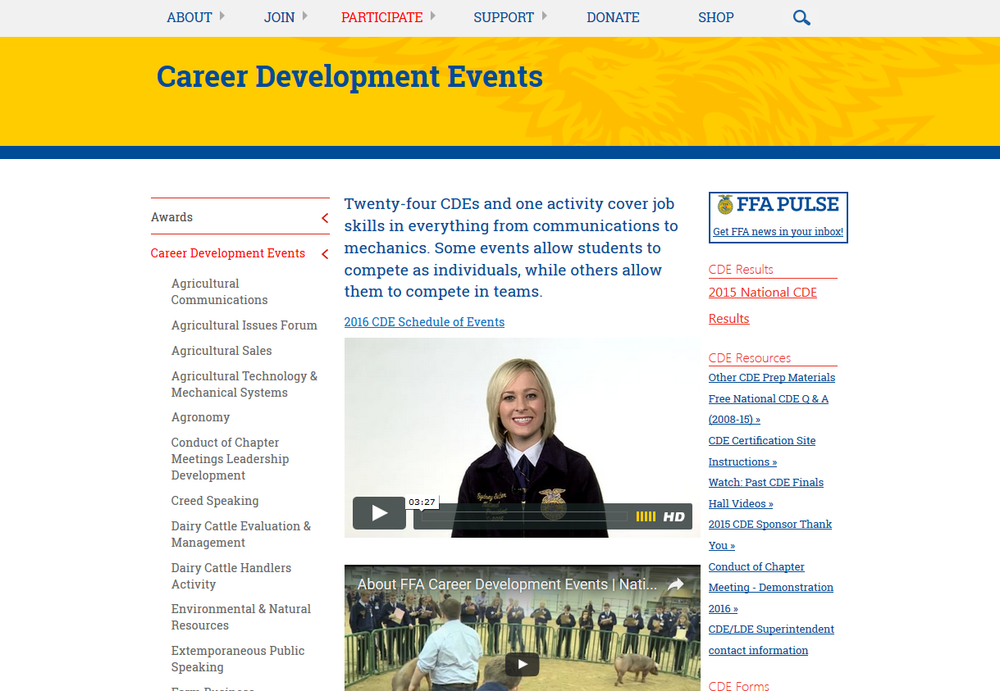 ABOUT JOIN PARTICIPATE SUPPORT DONATE SHOP
Career Development Events
Awards
Career Development Events
Agricultural
Communications
Agricultural Issues Forum
Agricultural Sales
Agricultural Technology &
Mechanical Systems
Agronomy
Conduct of Chapter
Meetings Leadership
Development
Creed Speaking
Dairy Cattle Evaluation &
Management
Dairy Cattle Handlers
Activity
Environmental & Natural
Resources
Extemporaneous Public
Speaking
Twenty-four CDEs and one activity cover job
skills in everything from communications to
mechanics. Some events allow students to
compete as individuals, while others allow
them to compete in teams.
2016 CDE Schedule of Events
03:27
HD
About FFA Career Development Events | Nati...
FFA PULSE
Get FFA news in your inbox!
CDE Results
2015 National CDE
Results
CDE Resources
Other CDE Prep Materials
Free National CDE Q & A
(2008-15) »
CDE Certification Site
Instructions »
Watch: Past CDE Finals
Hall Videos »
2015 CDE Sponsor Thank
You »
Conduct of Chapter
Meeting - Demonstration
2016 »
CDE/LDE Superintendent
contact information
CDE Forms